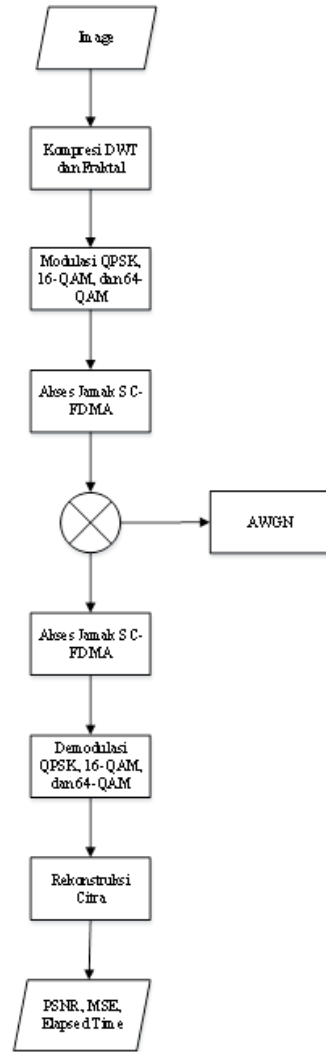 Image
Kompresi DWT
dan Fraktal
Modulasi QPSK,
16-QAM, dan 64-
QAM
Akses Jamak SC-
FDMA
AWGN
Akses Jamak SC-
FDMA
Demodulasi
QPSK, 16-QAM,
dan 64-QAM
Rekonstruksi
Citra
PSNR, MSE,
Elapsed Time